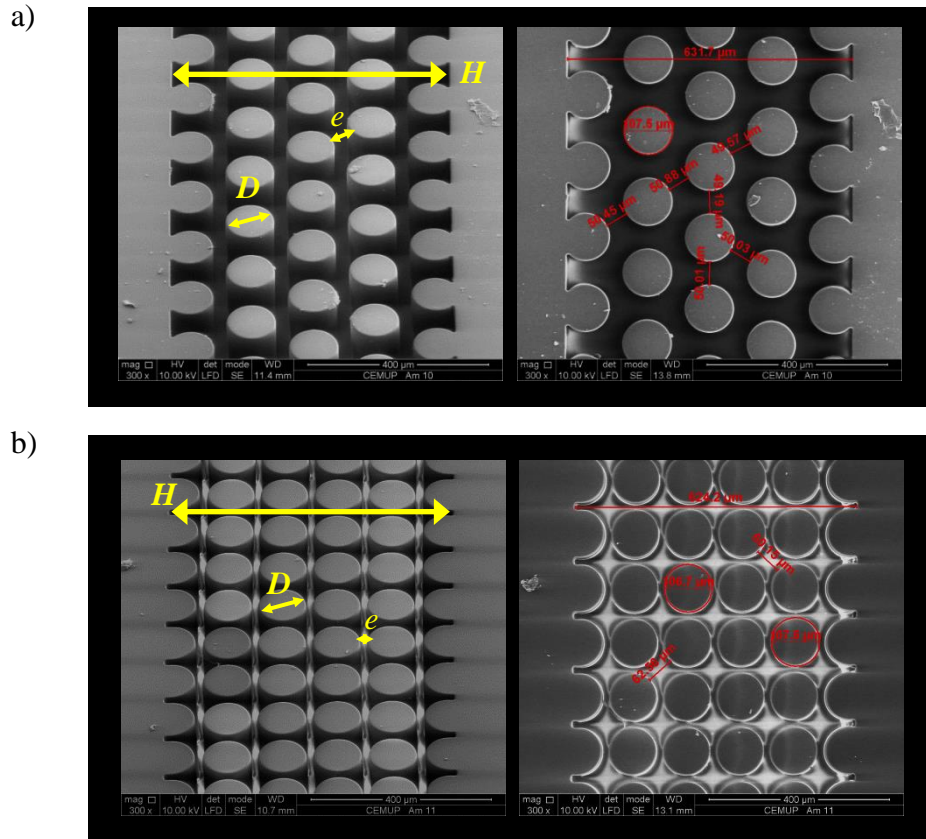 a)
H
e
D
631.7 µm
49.57 µm
50.88 µm
49.19 µm
50.45 µm
50.03 µm
mag HV det mode WD 400 µm
300 x 10.00 kV LFD SE 11.4 mm CEMUP Am 10
mag HV det mode WD 400 µm
300 x 10.00 kV LFD SE 13.8 mm CEMUP Am 10
b)
H
D
e
mag HV det mode WD 400 µm
300 x 10.00 kV LFD SE 10.7 mm CEMUP Am 11
mag HV det mode WD 400 µm
300 x 10.00 kV LFD SE 13.1 mm CEMUP Am 11